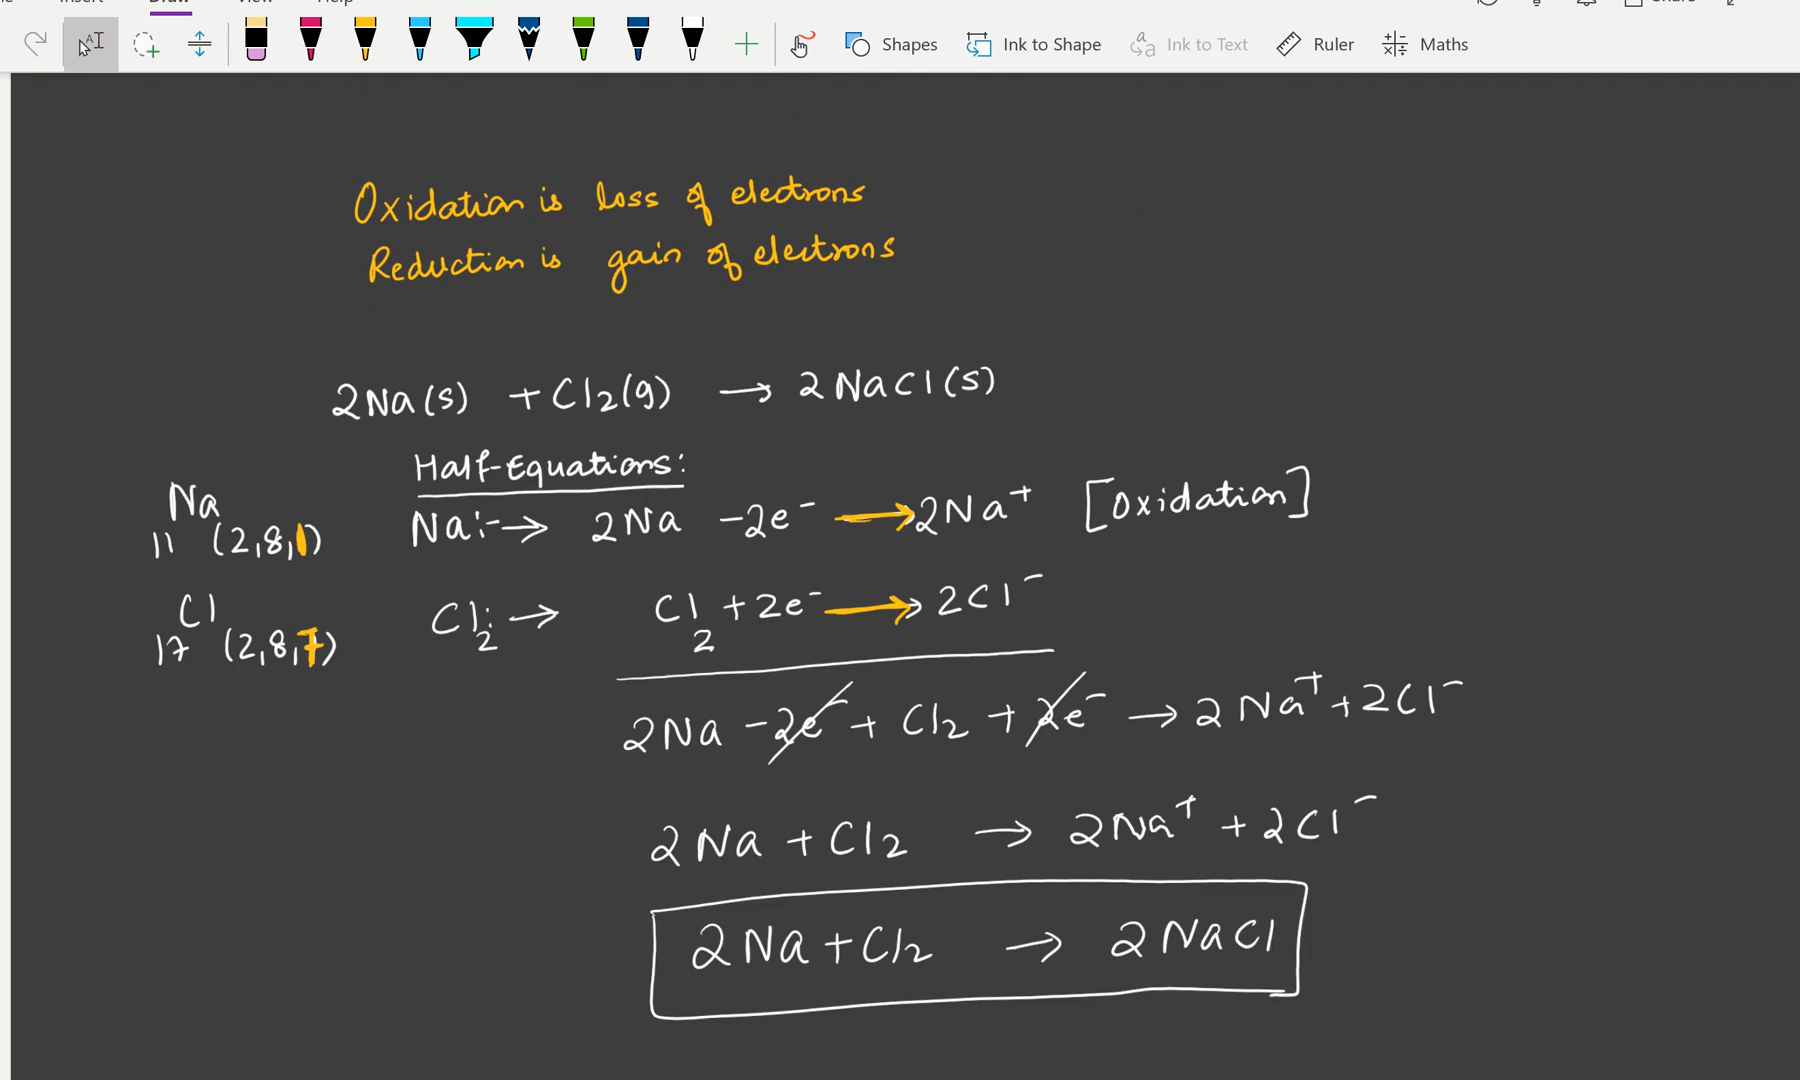 Draw
Help
Shapes Ink to Shape Ink to Text Ruler Maths
Oxidation is loss of electrons
Reduction is gain of electrons
2Na(s) + Cl₂(g) → 2NaCl(s)
Half-Equations:
Na
11 (2,8,1)
Na:-→ 2Na -2e⁻ → 2Na⁺ [Oxidation]
Cl
17 (2,8,7)
Cl₂:→ Cl₂ +2e⁻ → 2Cl⁻
2Na -2e⁻ + Cl₂ + 2e⁻ → 2Na⁺ + 2Cl⁻
2Na + Cl₂ → 2Na⁺ + 2Cl⁻
2Na + Cl₂ → 2NaCl